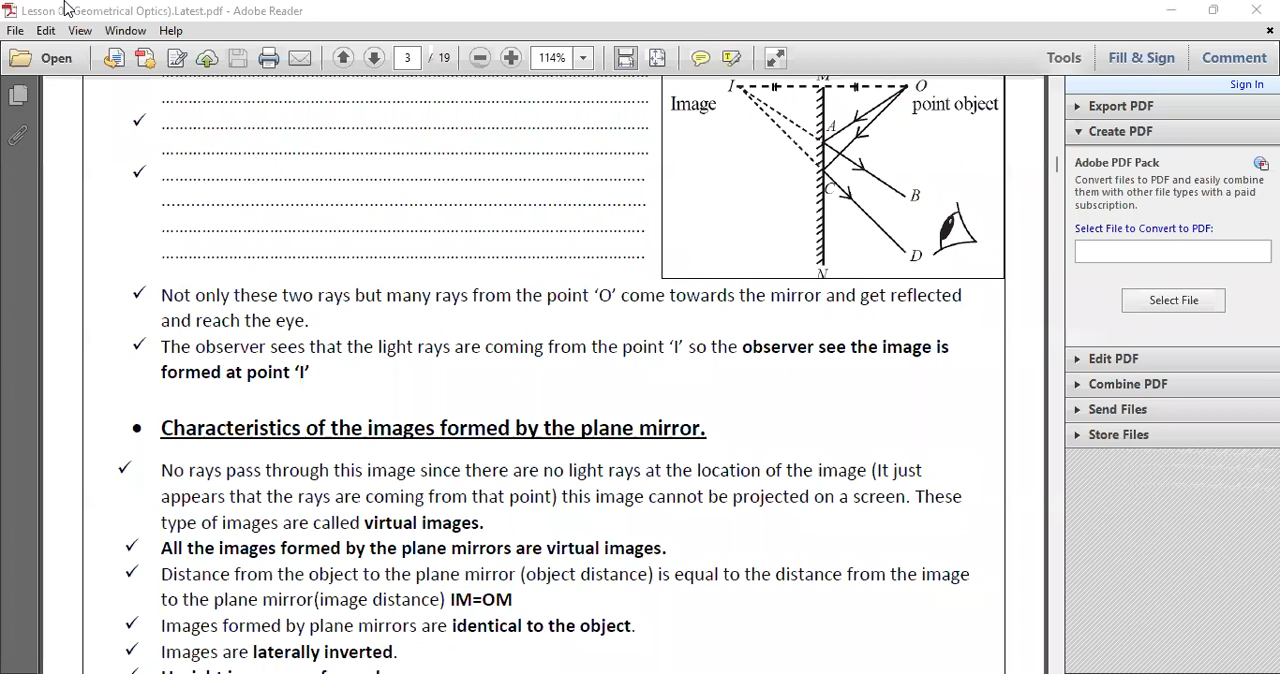 Geometrical Optics).Latest.pdf - Adobe Reader
File Edit View Window Help
Open 3 / 19 114% Tools Fill & Sign Comment
Sign In
Export PDF
Create PDF
Adobe PDF Pack
Convert files to PDF and easily combine
them with other file types with a paid
subscription.
Select File to Convert to PDF:
Select File
Edit PDF
Combine PDF
Send Files
Store Files
I M O
Image point object
A
C B
D
N
✓ Not only these two rays but many rays from the point ‘O’ come towards the mirror and get reflected
and reach the eye.
✓ The observer sees that the light rays are coming from the point ‘I’ so the observer see the image is
formed at point ‘I’
• Characteristics of the images formed by the plane mirror.
✓ No rays pass through this image since there are no light rays at the location of the image (It just
appears that the rays are coming from that point) this image cannot be projected on a screen. These
type of images are called virtual images.
✓ All the images formed by the plane mirrors are virtual images.
✓ Distance from the object to the plane mirror (object distance) is equal to the distance from the image
to the plane mirror(image distance) IM=OM
✓ Images formed by plane mirrors are identical to the object.
✓ Images are laterally inverted.